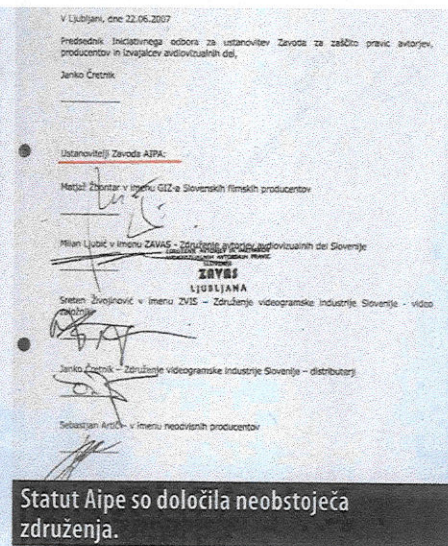 V Ljubljani, dne 22.06.2007
Predsednik Iniciativnega odbora za ustanovitev Zavoda za zaščito pravic avtorjev,
producentov in izvajalcev avdiovizualnih del,
Janko Čretnik
Ustanovitelji Zavoda AIPA:
Matjaž Žbontar v imenu GIZ-a Slovenskih filmskih producentov
Milan Ljubić v imenu ZAVAS - Združenje avtorjev avdiovizualnih del Slovenije
ZAVAS
LJUBLJANA
Sreten Živojinović v imenu ZVIS – Združenje videogramske industrije Slovenije - video
založniki
Janko Čretnik – Združenje videogramske industrije Slovenije – distributerji
Sebastjan Artič - v imenu neodvisnih producentov
Statut Aipe so določila neobstoječa
združenja.